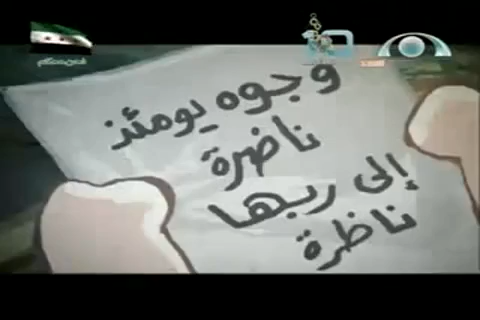 وجوه يومئذ
ناضرة
إلى ربها
ناظرة